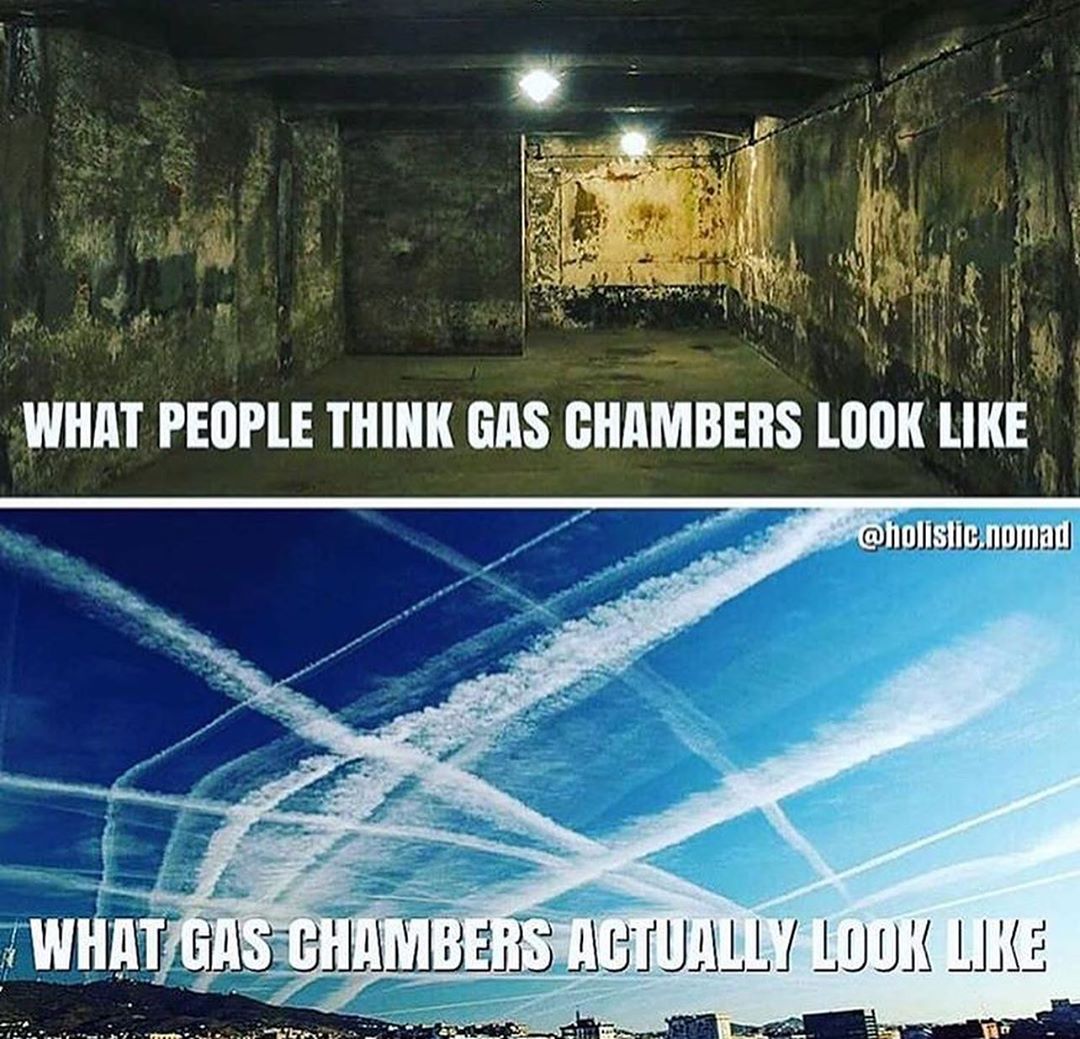 WHAT PEOPLE THINK GAS CHAMBERS LOOK LIKE
@holistic.nomad
WHAT GAS CHAMBERS ACTUALLY LOOK LIKE